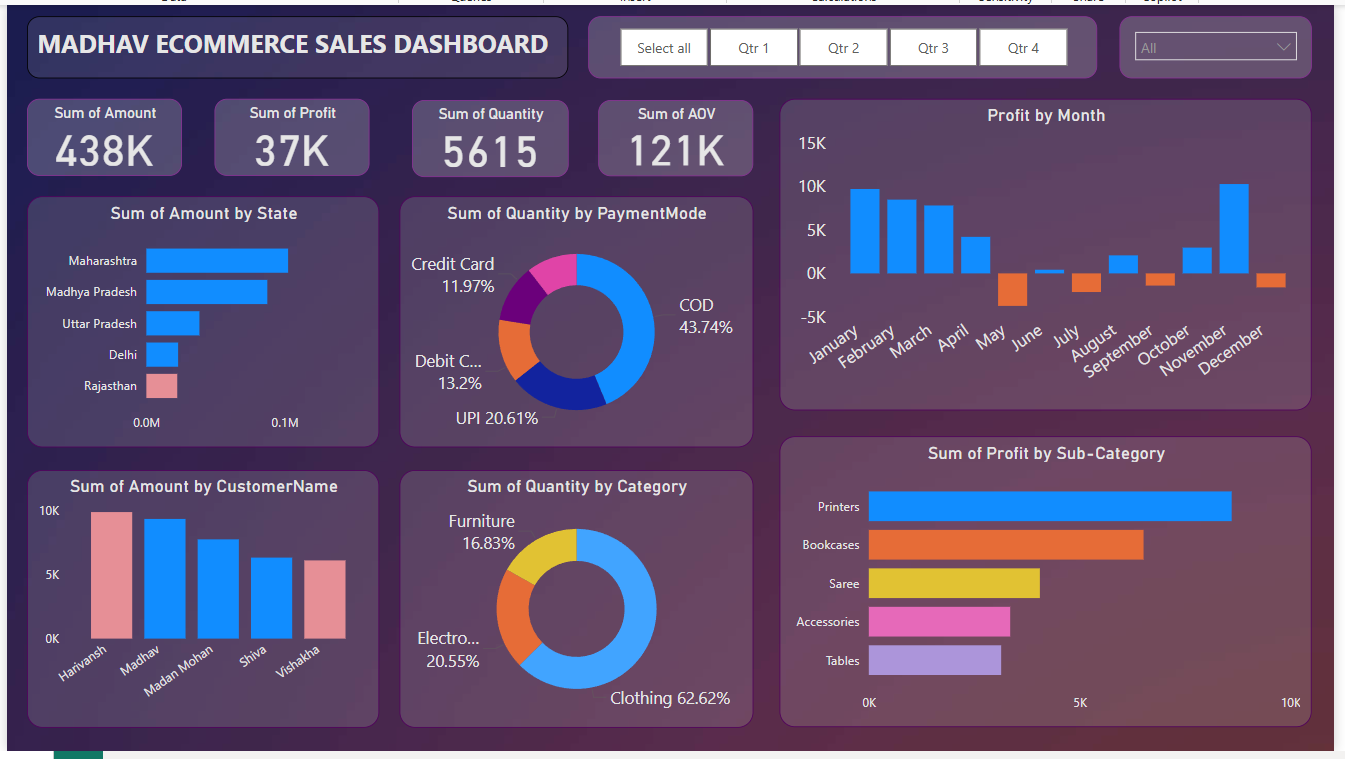 MADHAV ECOMMERCE SALES DASHBOARD
Select all
Qtr 1
Qtr 2
Qtr 3
Qtr 4
All
Sum of Amount
438K
Sum of Profit
37K
Sum of Quantity
5615
Sum of AOV
121K
Sum of Amount by State
Maharashtra
Madhya Pradesh
Uttar Pradesh
Delhi
Rajasthan
0.0M
0.1M
Sum of Quantity by PaymentMode
Credit Card
11.97%
COD
43.74%
Debit C...
13.2%
UPI 20.61%
Profit by Month
15K
10K
5K
0K
-5K
January
February
March
April
May
June
July
August
September
October
November
December
Sum of Amount by CustomerName
10K
5K
0K
Harivansh
Madhav
Madan Mohan
Shiva
Vishakha
Sum of Quantity by Category
Furniture
16.83%
Electro...
20.55%
Clothing 62.62%
Sum of Profit by Sub-Category
Printers
Bookcases
Saree
Accessories
Tables
0K
5K
10K